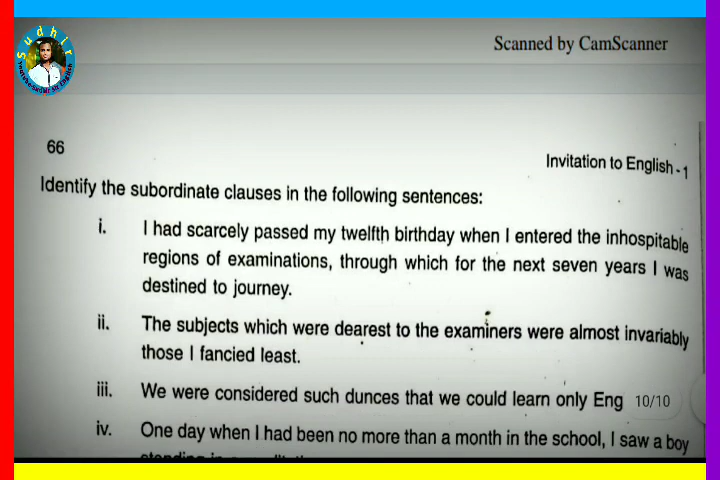 Sudhir
Scanned by CamScanner
66
Invitation to English - 1
Identify the subordinate clauses in the following sentences:
i. I had scarcely passed my twelfth birthday when I entered the inhospitable
regions of examinations, through which for the next seven years I was
destined to journey.
ii. The subjects which were dearest to the examiners were almost invariably
those I fancied least.
iii. We were considered such dunces that we could learn only Eng 10/10
iv. One day when I had been no more than a month in the school, I saw a boy
standing in